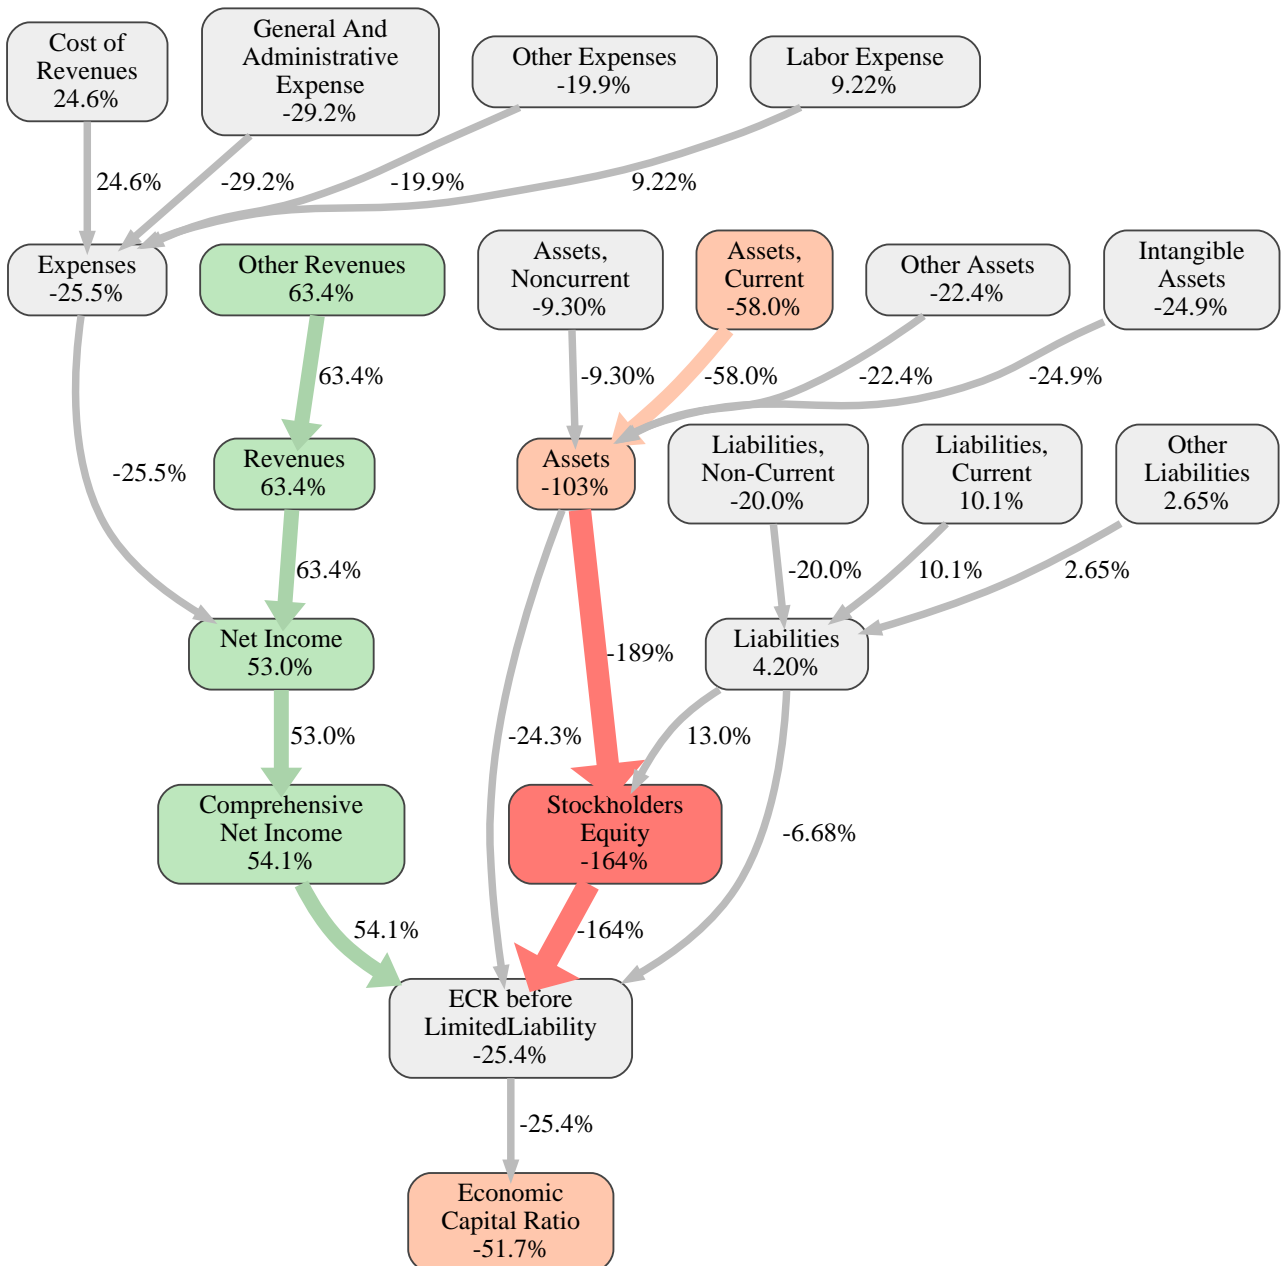 Cost of
Revenues
24.6%
General And
Administrative
Expense
-29.2%
Other Expenses
-19.9%
Labor Expense
9.22%
24.6%
-29.2%
-19.9%
9.22%
Expenses
-25.5%
Other Revenues
63.4%
Assets,
Noncurrent
-9.30%
Assets,
Current
-58.0%
Other Assets
-22.4%
Intangible
Assets
-24.9%
63.4%
-9.30%
-58.0%
-22.4%
-24.9%
-25.5%
Revenues
63.4%
Assets
-103%
Liabilities,
Non-Current
-20.0%
Liabilities,
Current
10.1%
Other
Liabilities
2.65%
63.4%
-20.0%
10.1%
2.65%
Net Income
53.0%
-189%
Liabilities
4.20%
53.0%
-24.3%
13.0%
Comprehensive
Net Income
54.1%
Stockholders
Equity
-164%
-6.68%
54.1%
-164%
ECR before
LimitedLiability
-25.4%
-25.4%
Economic
Capital Ratio
-51.7%